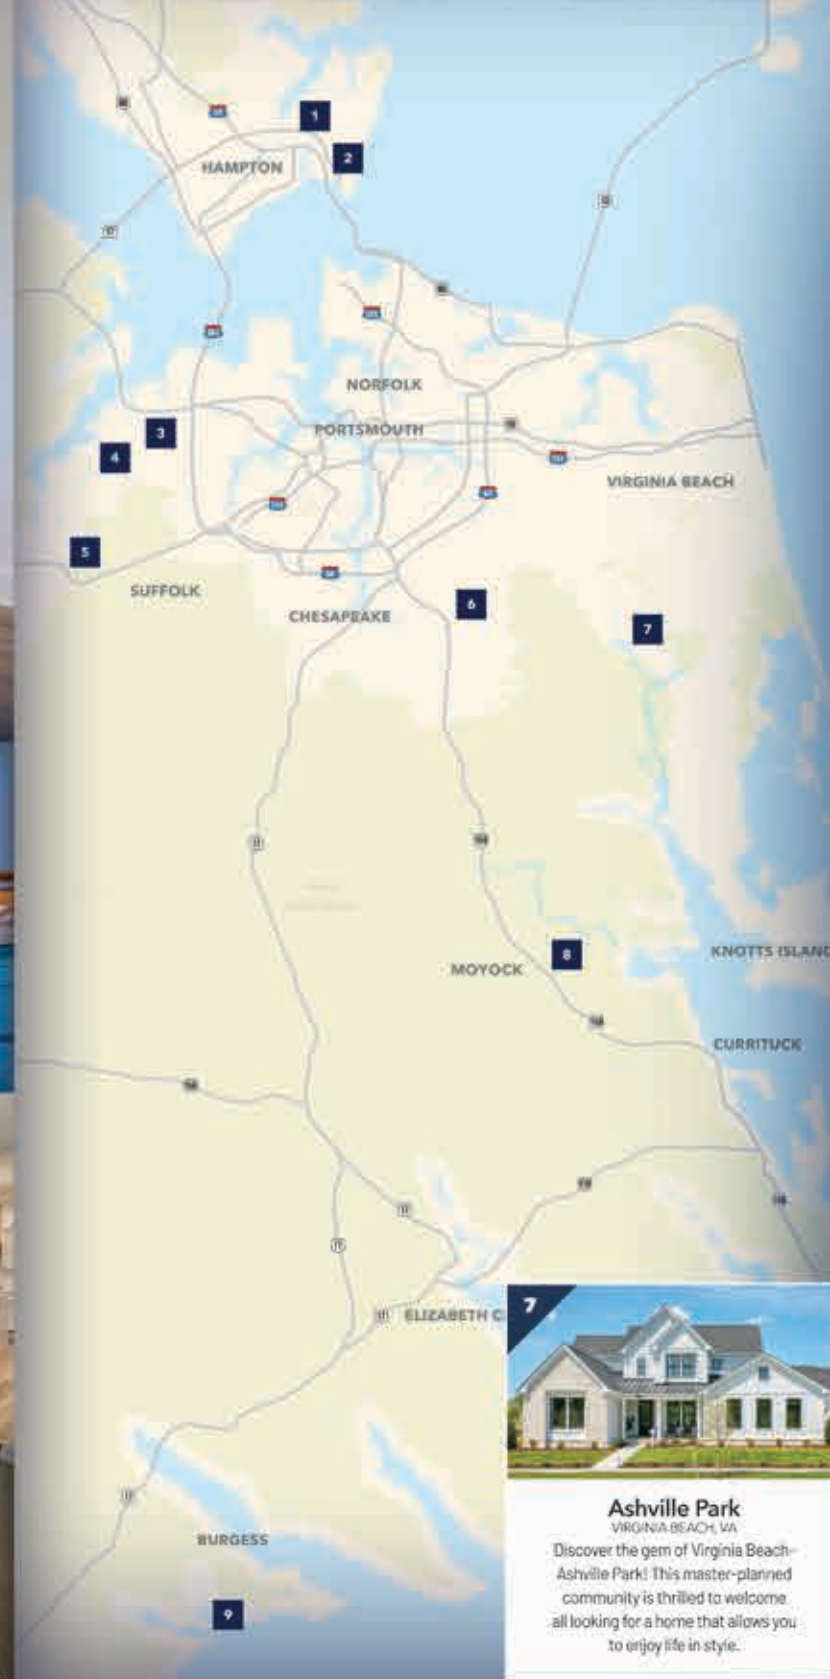 1
HAMPTON
2
17
NORFOLK
PORTSMOUTH
3
4
VIRGINIA BEACH
5
SUFFOLK
6
CHESAPEAKE
7
8
KNOTTS ISLAND
MOYOCK
CURRITUCK
ELIZABETH C
7
Ashville Park
VIRGINIA BEACH, VA
Discover the gem of Virginia Beach-
Ashville Park! This master-planned
community is thrilled to welcome
all looking for a home that allows you
to enjoy life in style.
BURGESS
9